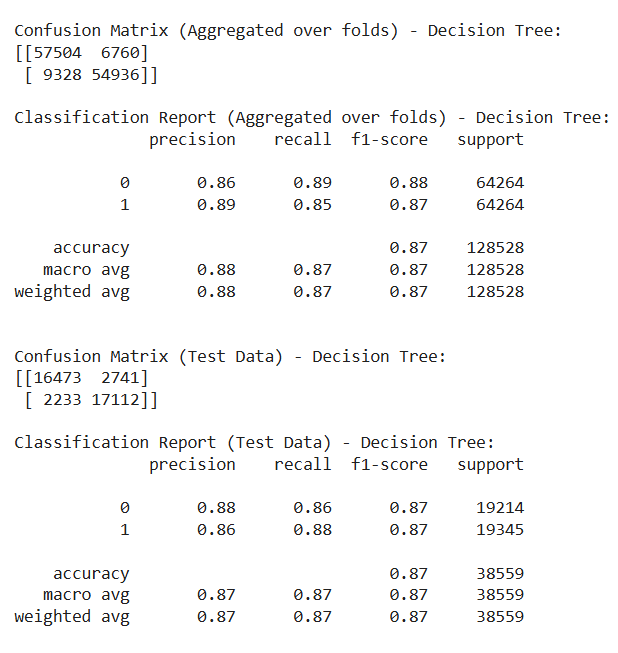 Confusion Matrix (Aggregated over folds) - Decision Tree:
[[57504  6760]
 [ 9328 54936]]
Classification Report (Aggregated over folds) - Decision Tree:
              precision    recall  f1-score   support
           0       0.86      0.89      0.88     64264
           1       0.89      0.85      0.87     64264
    accuracy                           0.87    128528
   macro avg       0.88      0.87      0.87    128528
weighted avg       0.88      0.87      0.87    128528
Confusion Matrix (Test Data) - Decision Tree:
[[16473  2741]
 [ 2233 17112]]
Classification Report (Test Data) - Decision Tree:
              precision    recall  f1-score   support
           0       0.88      0.86      0.87     19214
           1       0.86      0.88      0.87     19345
    accuracy                           0.87     38559
   macro avg       0.87      0.87      0.87     38559
weighted avg       0.87      0.87      0.87     38559